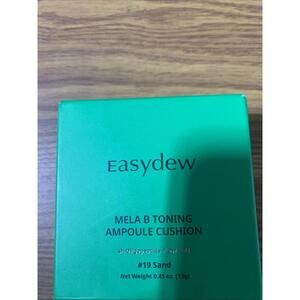 easydew
MELA B TONING
AMPOULE CUSHION
#19 Sand
Net Weight 0.45 oz. (13g)